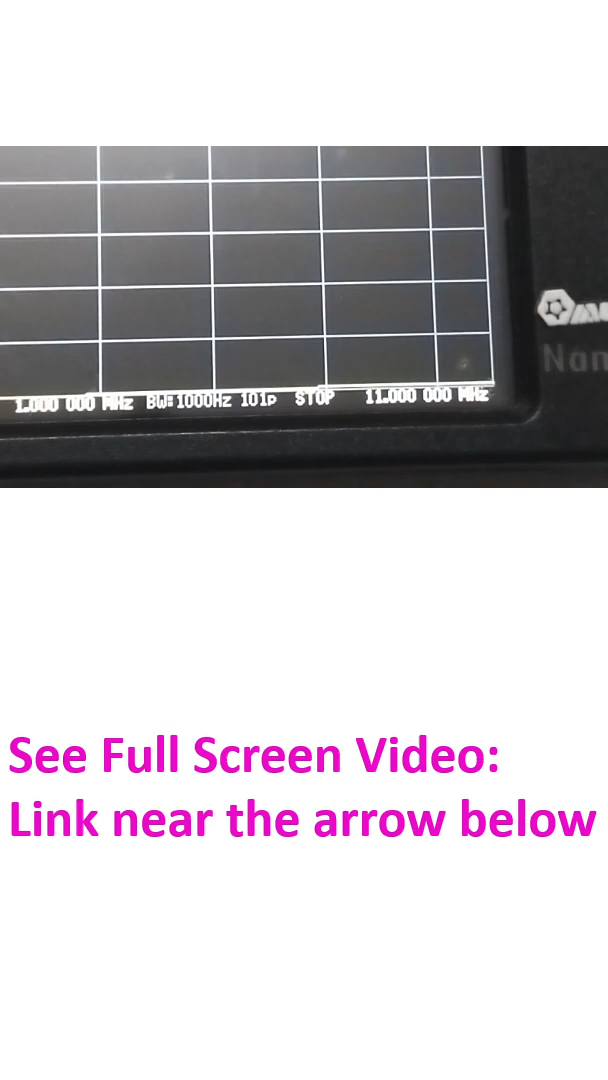 1.000 000 MHz BW:1000Hz 101p STOP 11.000 000 MHz
Nan
See Full Screen Video:
Link near the arrow below